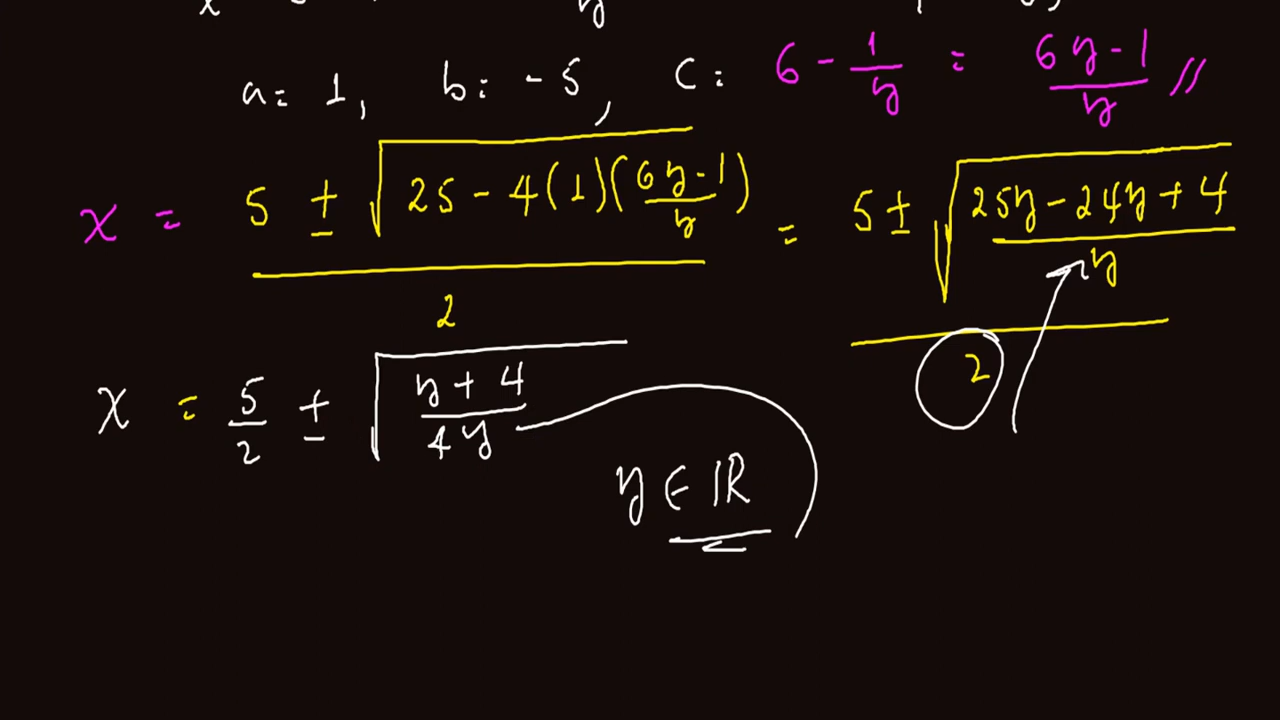 a = 1, b = -5, c = 6 - 1/y = (6y - 1)/y //
x = (5 ± √(25 - 4(1)((6y - 1)/y)))/2 = (5 ± √((25y - 24y + 4)/y))/2
x = 5/2 ± √((y + 4)/4y)
y ∈ ℝ